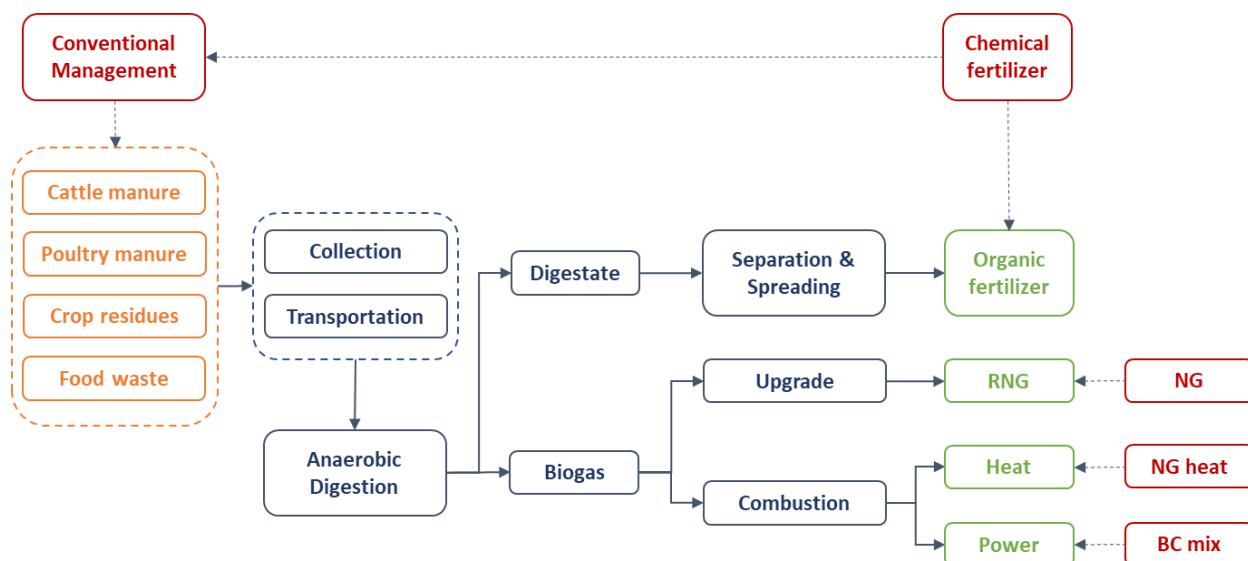 Conventional
Management
Chemical
fertilizer
Cattle manure
Poultry manure
Crop residues
Food waste
Collection
Transportation
Anaerobic
Digestion
Digestate
Separation &
Spreading
Organic
fertilizer
Biogas
Upgrade
RNG
NG
Combustion
Heat
NG heat
Power
BC mix